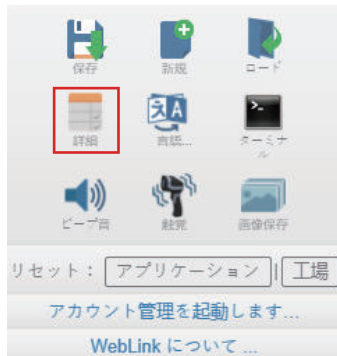 保存 新規 ロード
詳細 言語... ターミナル
ビープ音 触覚 画像保存
リセット： アプリケーション | 工場
アカウント管理を起動します...
WebLink について ...